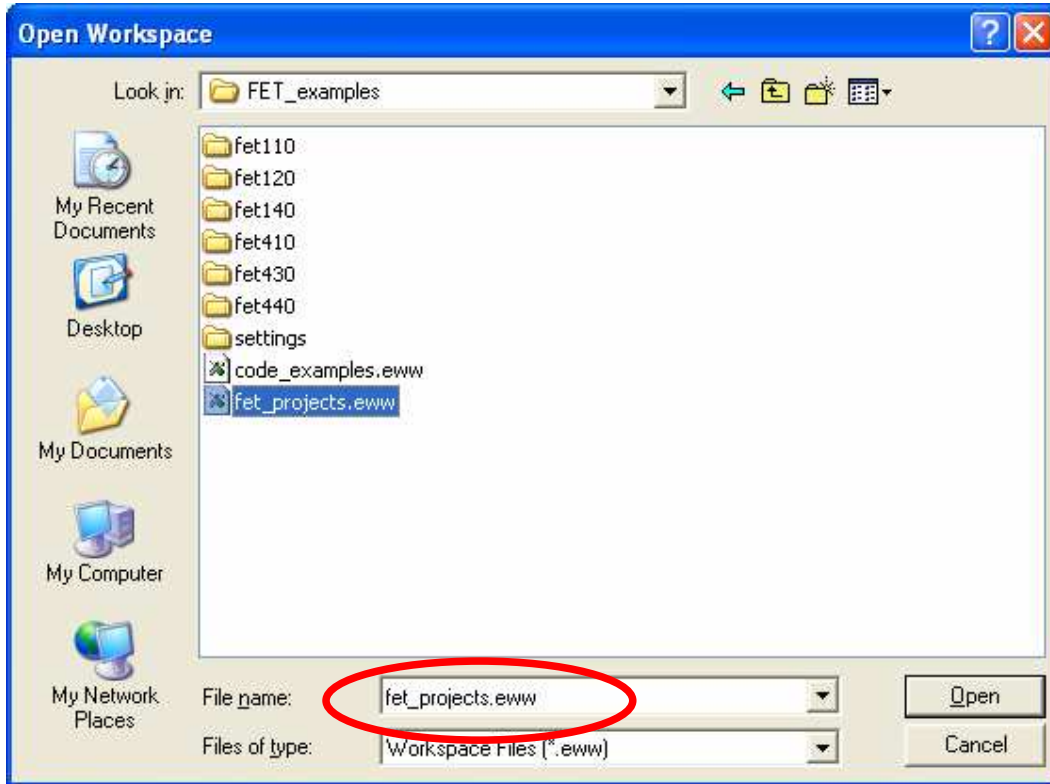 Open Workspace
Look in: FET_examples
My Recent
Documents
Desktop
My Documents
My Computer
My Network
Places
fet110
fet120
fet140
fet410
fet430
fet440
settings
code_examples.eww
fet_projects.eww
File name: fet_projects.eww Open
Files of type: Workspace Files (*.eww) Cancel